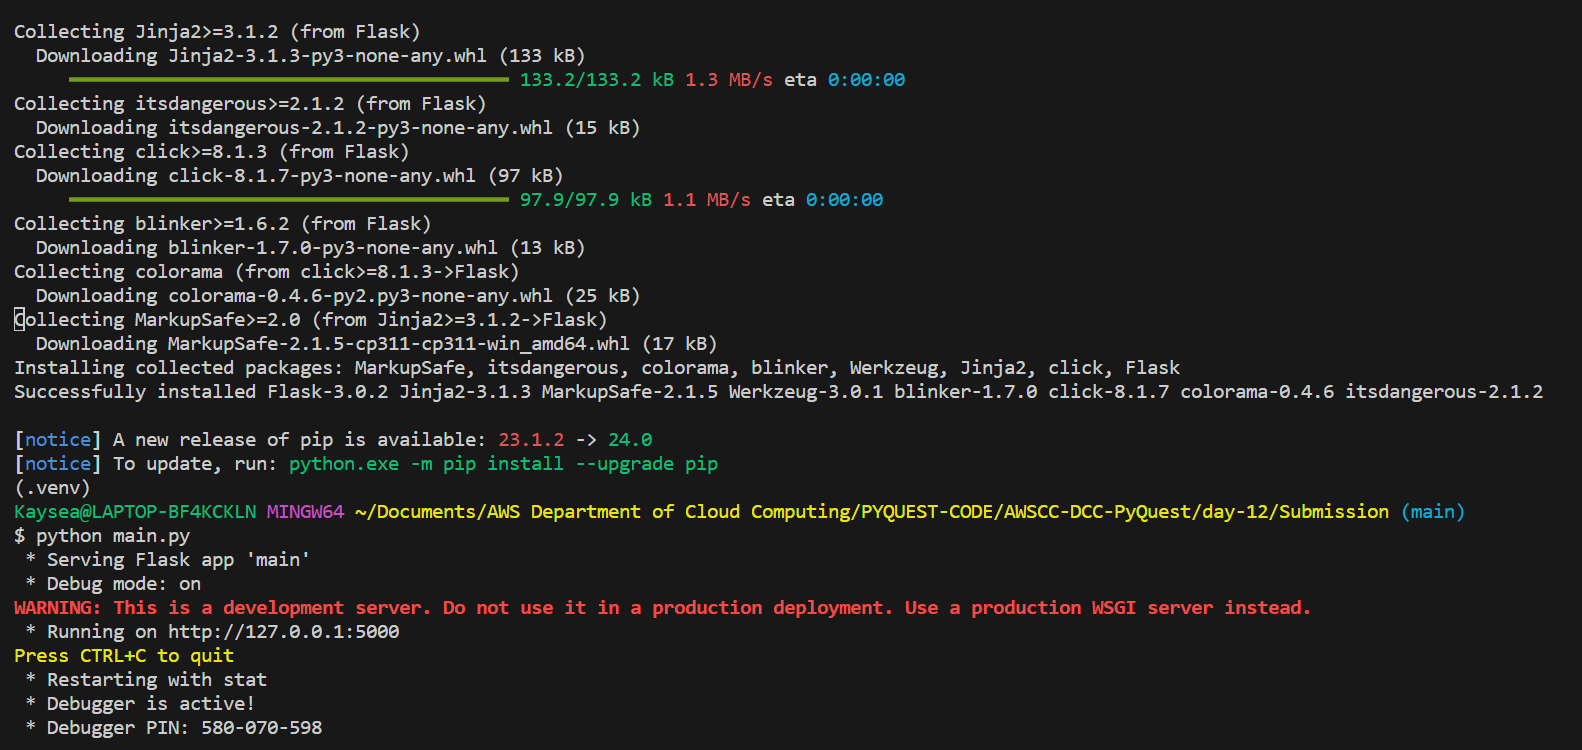 Collecting Jinja2>=3.1.2 (from Flask)
Downloading Jinja2-3.1.3-py3-none-any.whl (133 kB)
133.2/133.2 kB 1.3 MB/s eta 0:00:00
Collecting itsdangerous>=2.1.2 (from Flask)
Downloading itsdangerous-2.1.2-py3-none-any.whl (15 kB)
Collecting click>=8.1.3 (from Flask)
Downloading click-8.1.7-py3-none-any.whl (97 kB)
97.9/97.9 kB 1.1 MB/s eta 0:00:00
Collecting blinker>=1.6.2 (from Flask)
Downloading blinker-1.7.0-py3-none-any.whl (13 kB)
Collecting colorama (from click>=8.1.3->Flask)
Downloading colorama-0.4.6-py2.py3-none-any.whl (25 kB)
Collecting MarkupSafe>=2.0 (from Jinja2>=3.1.2->Flask)
Downloading MarkupSafe-2.1.5-cp311-cp311-win_amd64.whl (17 kB)
Installing collected packages: MarkupSafe, itsdangerous, colorama, blinker, Werkzeug, Jinja2, click, Flask
Successfully installed Flask-3.0.2 Jinja2-3.1.3 MarkupSafe-2.1.5 Werkzeug-3.0.1 blinker-1.7.0 click-8.1.7 colorama-0.4.6 itsdangerous-2.1.2
[notice] A new release of pip is available: 23.1.2 -> 24.0
[notice] To update, run: python.exe -m pip install --upgrade pip
(.venv)
Kaysea@LAPTOP-BF4KCKLN MINGW64 ~/Documents/AWS Department of Cloud Computing/PYQUEST-CODE/AWSCC-DCC-PyQuest/day-12/Submission (main)
$ python main.py
* Serving Flask app 'main'
* Debug mode: on
WARNING: This is a development server. Do not use it in a production deployment. Use a production WSGI server instead.
* Running on http://127.0.0.1:5000
Press CTRL+C to quit
* Restarting with stat
* Debugger is active!
* Debugger PIN: 580-070-598